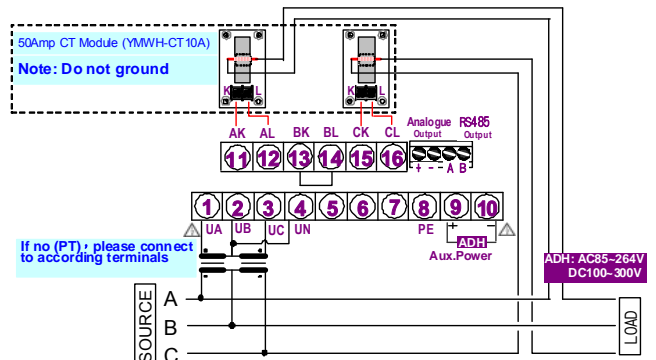 50Amp CT Module (YMWH-CT10A)
Note: Do not ground
K L
K L
AK AL BK BL CK CL
Analogue RS485
Output Output
11 12 13 14 15 16
+ - - A B
1 2 3 4 5 6 7 8 9 10
UA UB UC UN PE + -
ADH
Aux.Power
If no (PT), please connect
to according terminals
ADH: AC85~264V
DC100~300V
SOURCE
A
B
C
LOAD